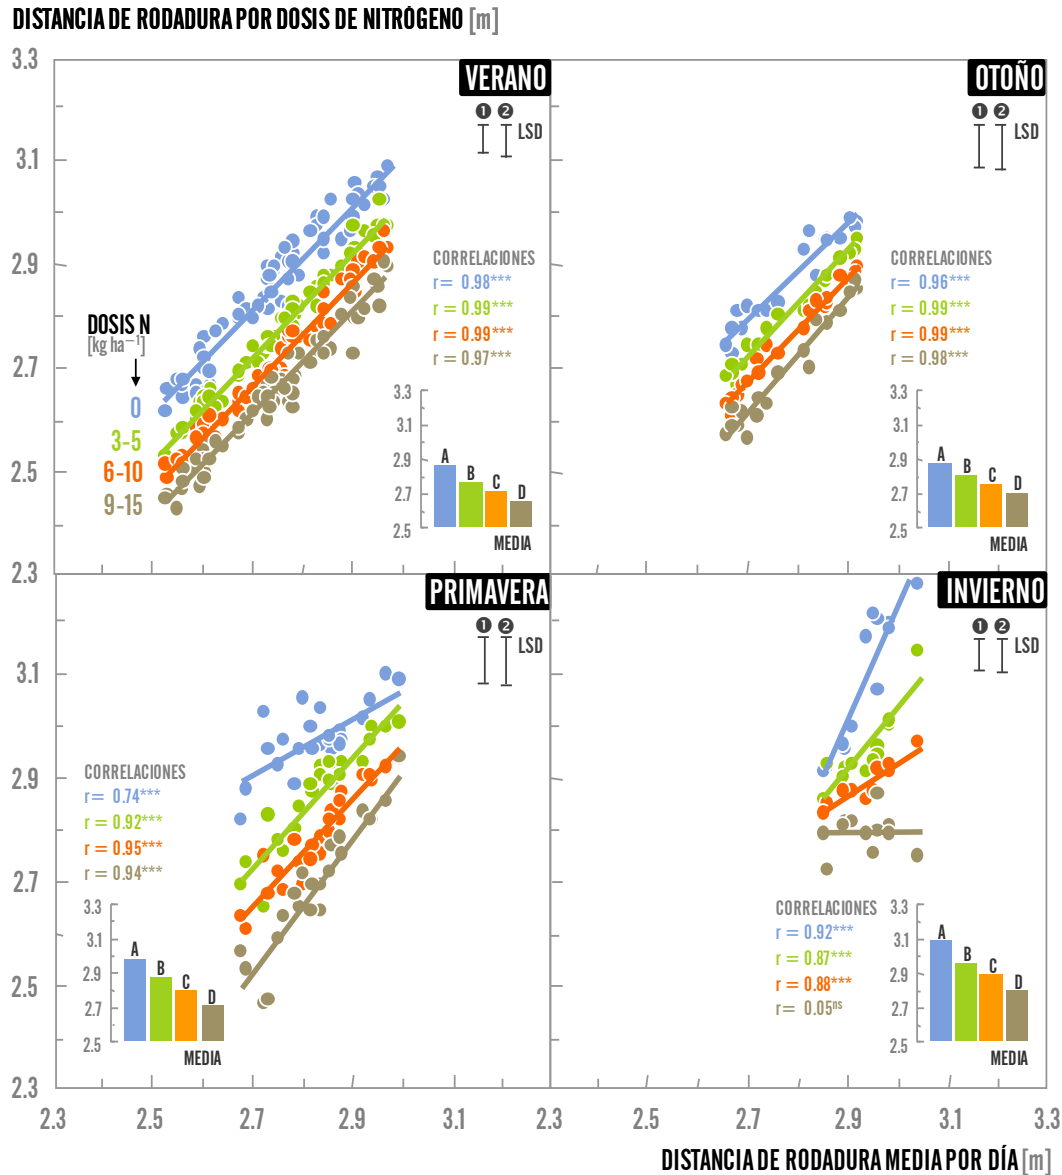 DISTANCIA DE RODADURA POR DOSIS DE NITRÓGENO [m]
3.3
VERANO
❶ ❷
LSD
3.1
2.9
2.7
2.5
2.3
DOSIS N
[kg ha⁻¹]
0
3-5
6-10
9-15
CORRELACIONES
r= 0.98***
r = 0.99***
r = 0.99***
r = 0.97***
3.3
3.1
2.9
2.7
2.5
A
B
C
D
MEDIA
OTOÑO
❶ ❷
LSD
CORRELACIONES
r= 0.96***
r = 0.99***
r = 0.99***
r = 0.98***
3.3
3.1
2.9
2.7
2.5
A
B
C
D
MEDIA
PRIMAVERA
❶ ❷
LSD
3.1
2.9
2.7
2.5
2.3
CORRELACIONES
r= 0.74***
r = 0.92***
r = 0.95***
r = 0.94***
3.3
3.1
2.9
2.7
2.5
A
B
C
D
MEDIA
INVIERNO
❶ ❷
LSD
CORRELACIONES
r = 0.92***
r = 0.87***
r = 0.88***
r= 0.05ⁿˢ
3.3
3.1
2.9
2.7
2.5
A
B
C
D
MEDIA
2.3 2.5 2.7 2.9 3.1 2.3 2.5 2.7 2.9 3.1 3.3
DISTANCIA DE RODADURA MEDIA POR DÍA [m]